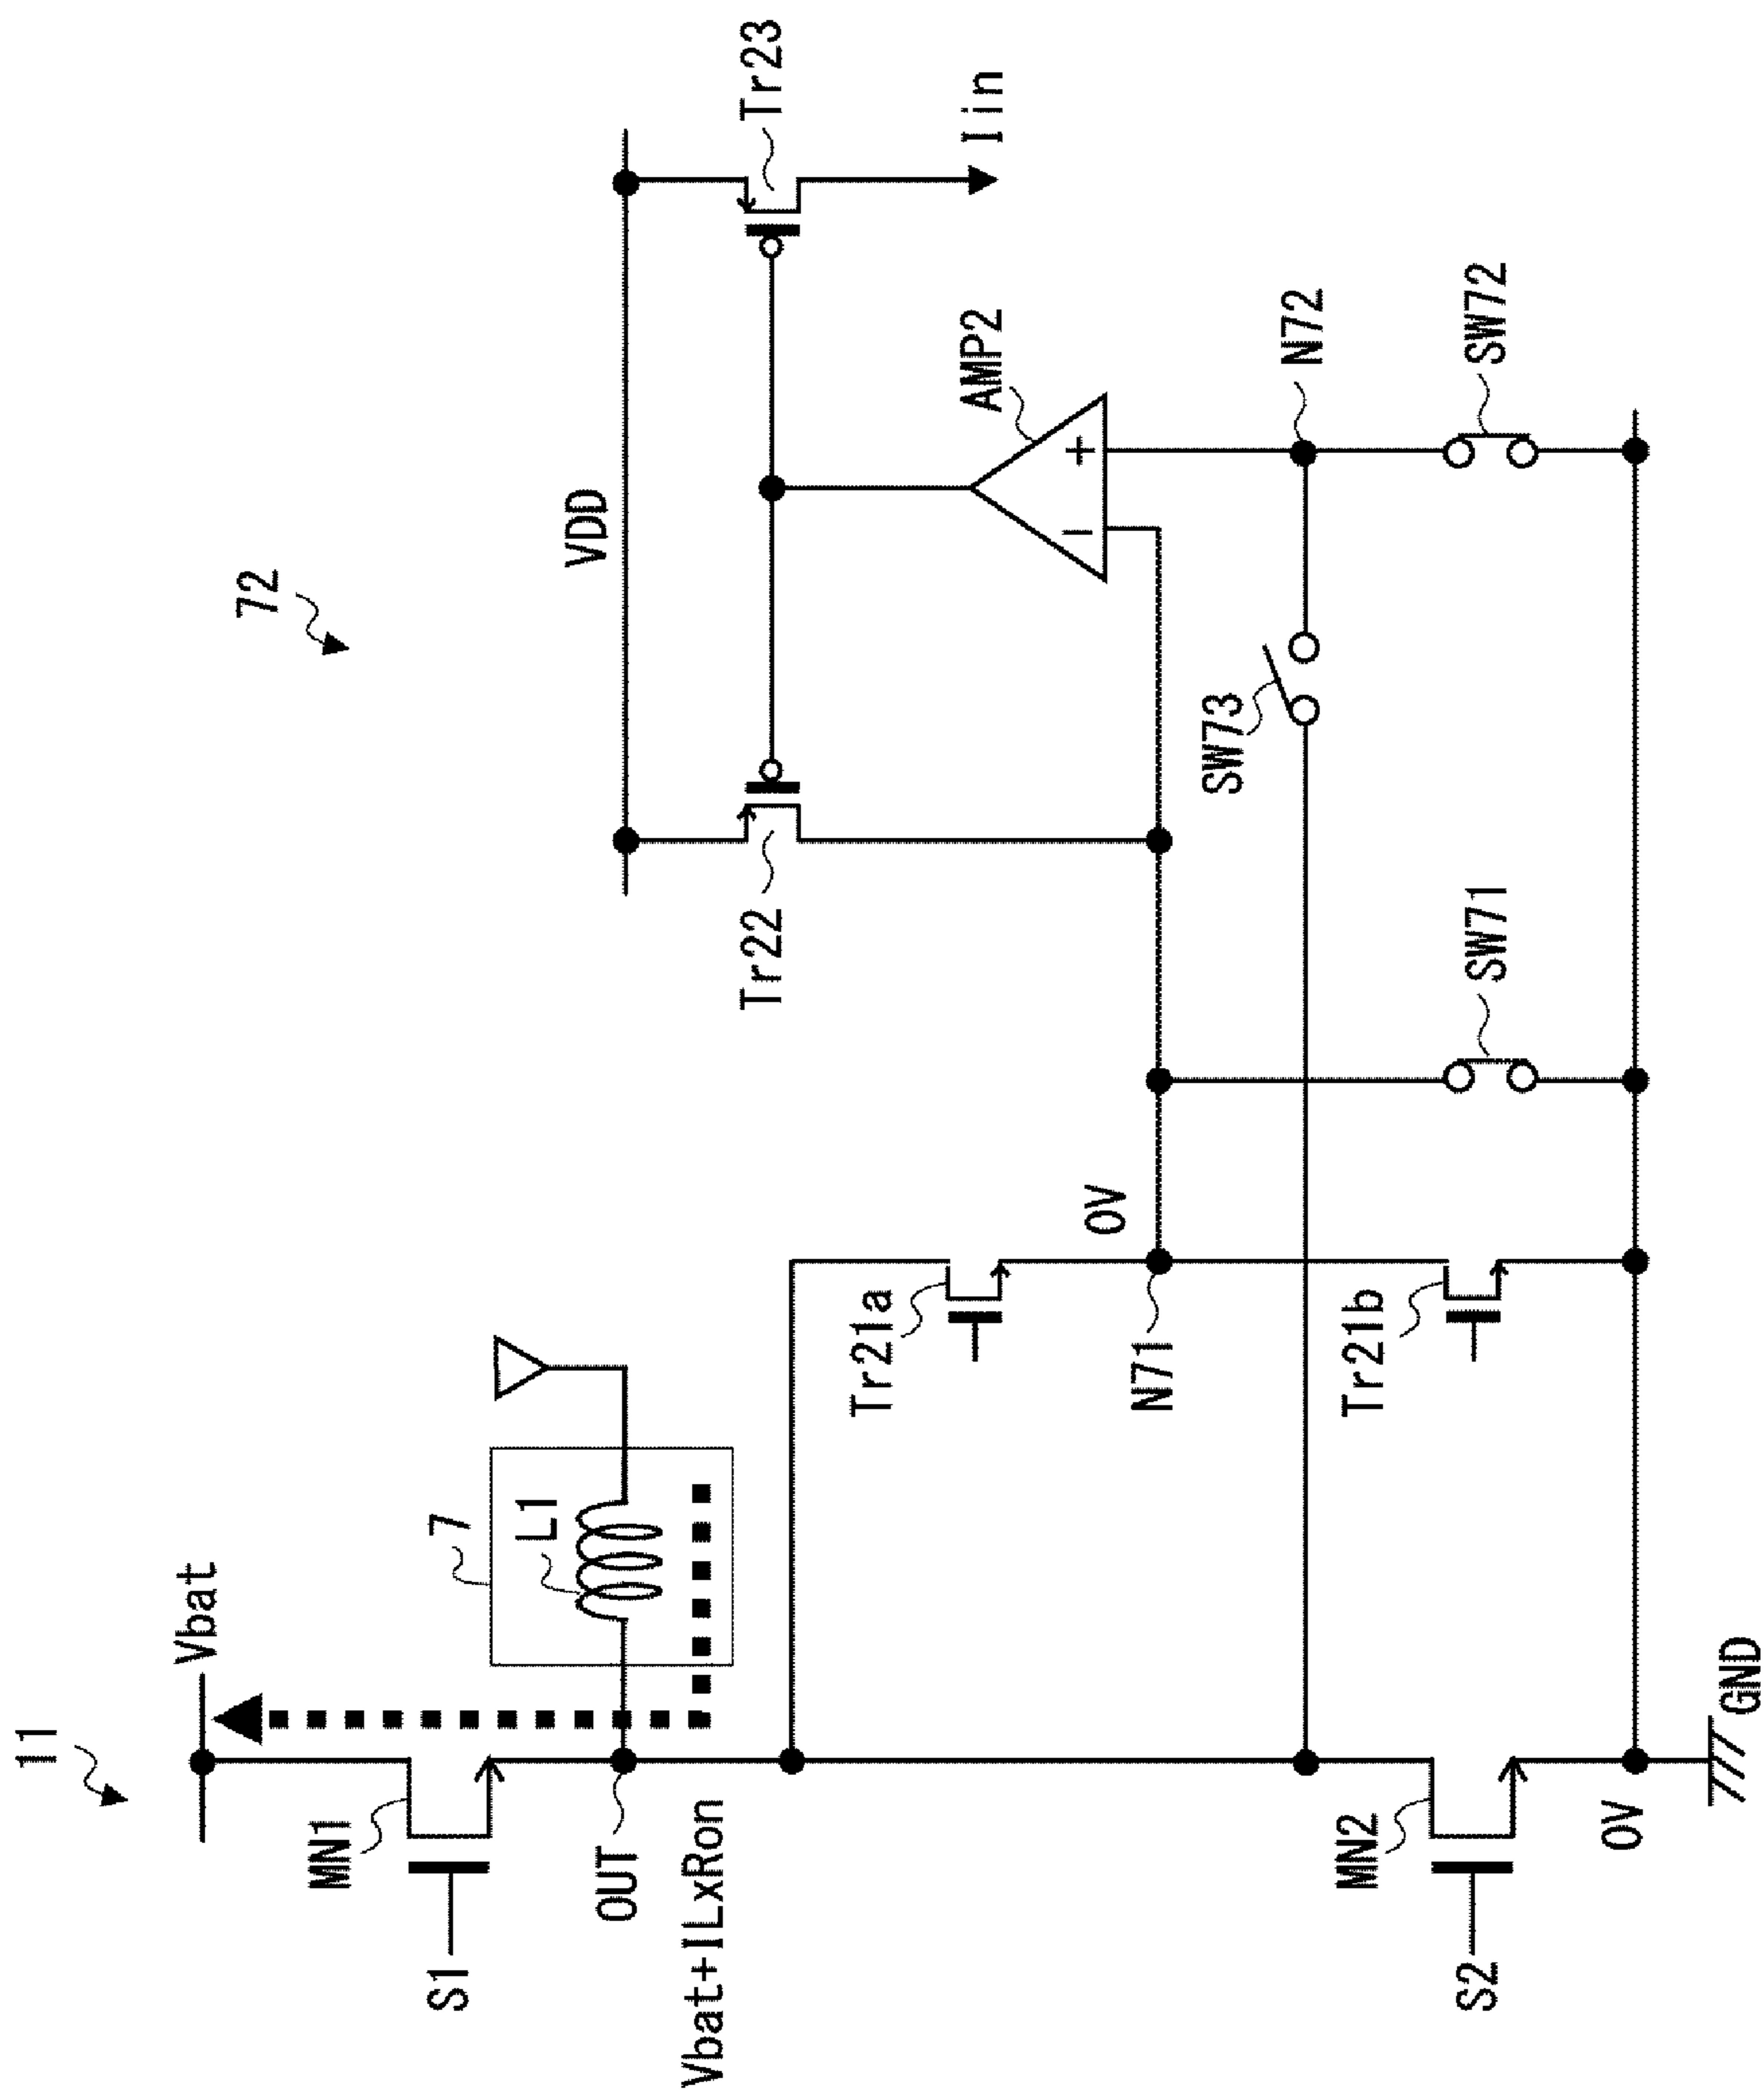 11
72
Vbat
MN1
S1
7
L1
OUT
Vbat+ILxRon
VDD
Tr22
Tr23
Iin
AMP2
+
−
Tr21a
0V
N71
N72
SW73
Tr21b
SW71
SW72
MN2
S2
0V
GND